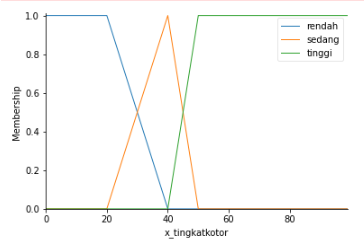 1.0
0.8
0.6
0.4
0.2
0.0
Membership
rendah
sedang
tinggi
0 20 40 60 80
x_tingkatkotor